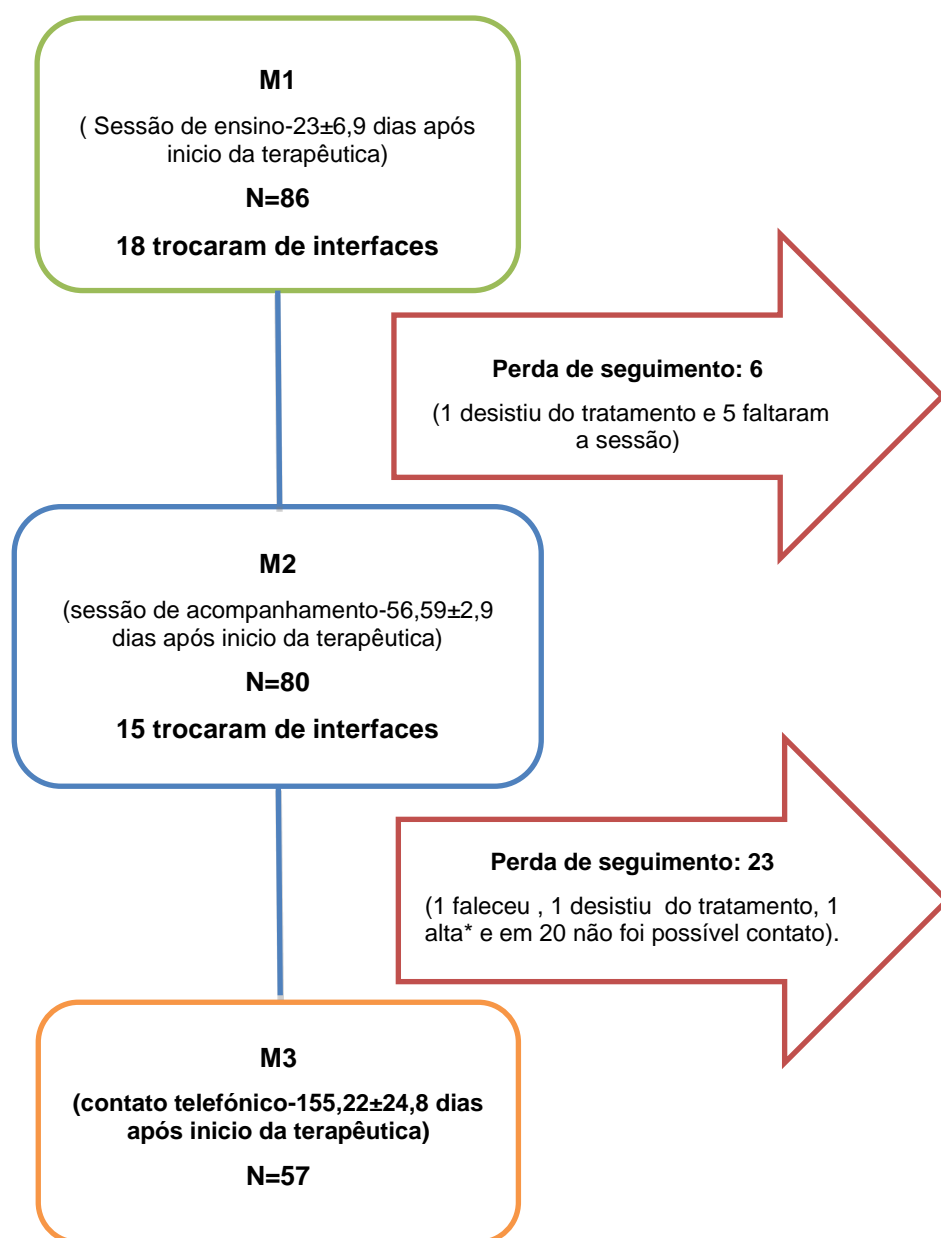 M1
( Sessão de ensino-23±6,9 dias após
inicio da terapêutica)
N=86
18 trocaram de interfaces
Perda de seguimento: 6
(1 desistiu do tratamento e 5 faltaram
a sessão)
M2
(sessão de acompanhamento-56,59±2,9
dias após inicio da terapêutica)
N=80
15 trocaram de interfaces
Perda de seguimento: 23
(1 faleceu , 1 desistiu  do tratamento, 1
alta* e em 20 não foi possível contato).
M3
(contato telefónico-155,22±24,8 dias
após inicio da terapêutica)
N=57